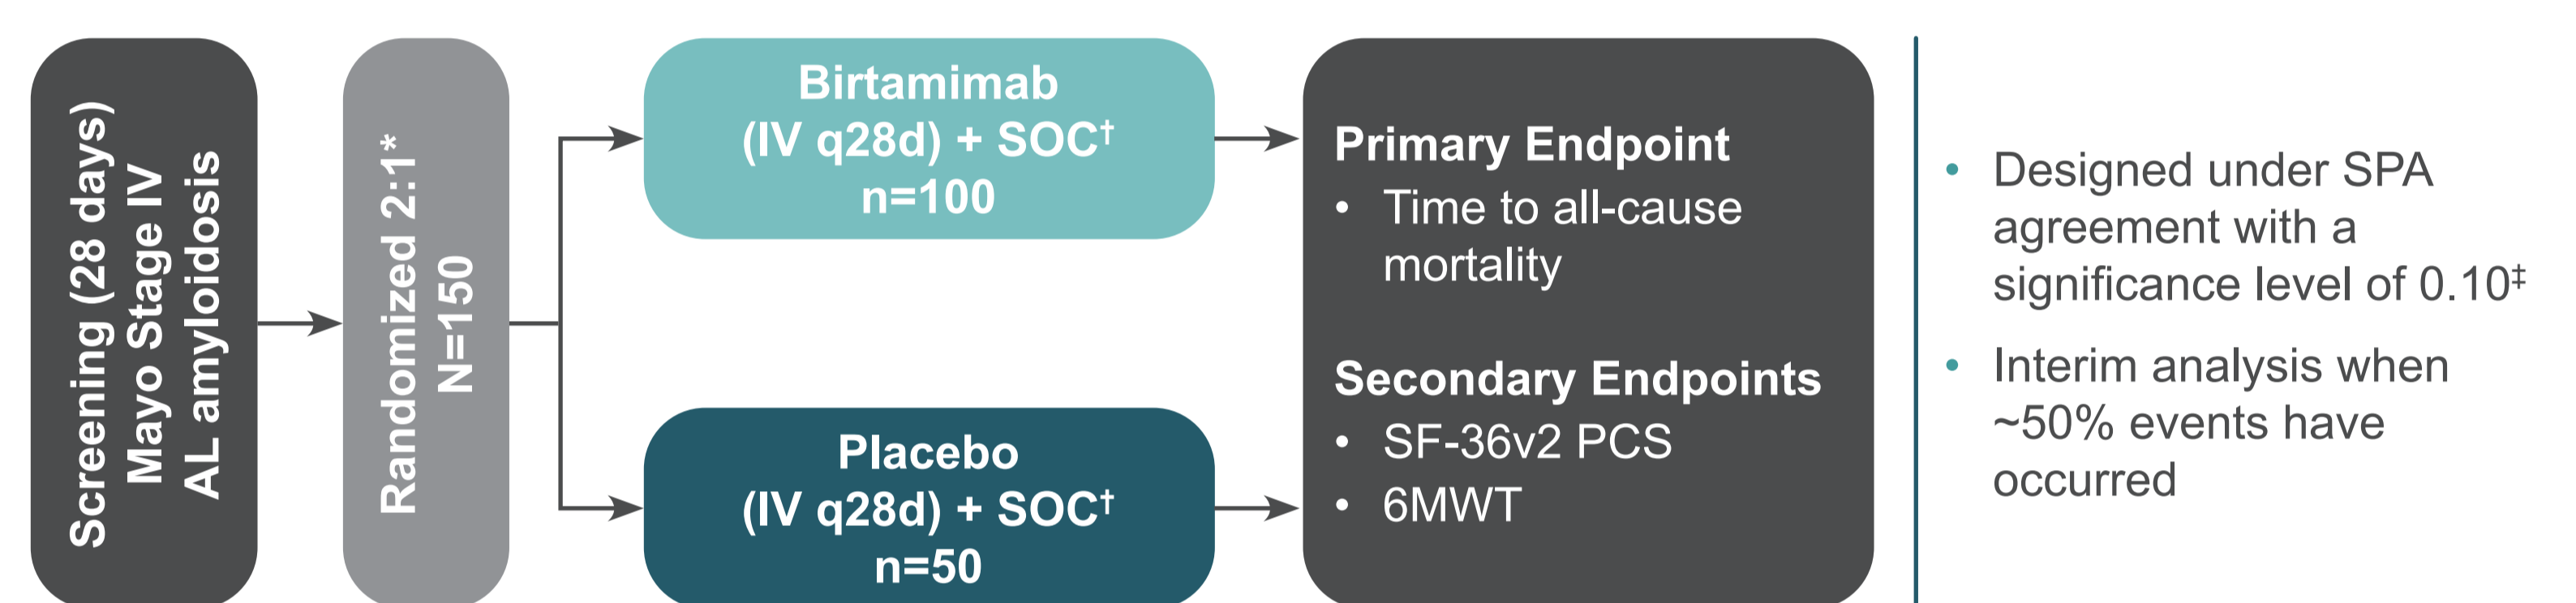 Screening (28 days)
Mayo Stage IV
AL amyloidosis
Randomized 2:1*
N=150
Birtamimab
(IV q28d) + SOC†
n=100
Placebo
(IV q28d) + SOC†
n=50
Primary Endpoint
• Time to all-cause
mortality
Secondary Endpoints
• SF-36v2 PCS
• 6MWT
• Designed under SPA
agreement with a
significance level of 0.10‡
• Interim analysis when
~50% events have
occurred